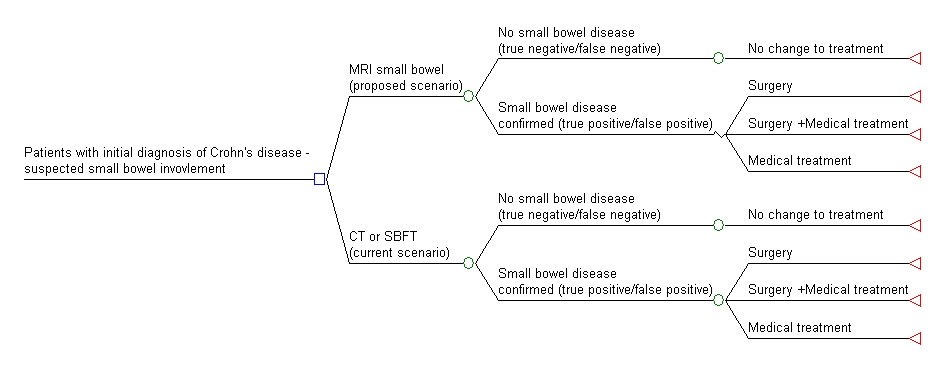 No small bowel disease
(true negative/false negative)
No change to treatment
MRI small bowel
(proposed scenario)
Surgery
Small bowel disease
confirmed (true positive/false positive)
Surgery +Medical treatment
Medical treatment
Patients with initial diagnosis of Crohn's disease -
suspected small bowel invovlement
No small bowel disease
(true negative/false negative)
No change to treatment
CT or SBFT
(current scenario)
Surgery
Small bowel disease
confirmed (true positive/false positive)
Surgery +Medical treatment
Medical treatment